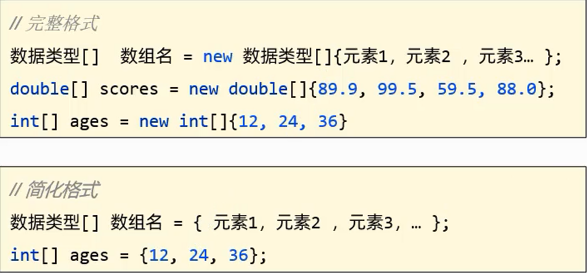 // 完整格式
数据类型[]  数组名 = new 数据类型[]{元素1, 元素2 , 元素3… };
double[] scores = new double[]{89.9, 99.5, 59.5, 88.0};
int[] ages = new int[]{12, 24, 36}
// 简化格式
数据类型[] 数组名 = { 元素1, 元素2 , 元素3, … };
int[] ages = {12, 24, 36};